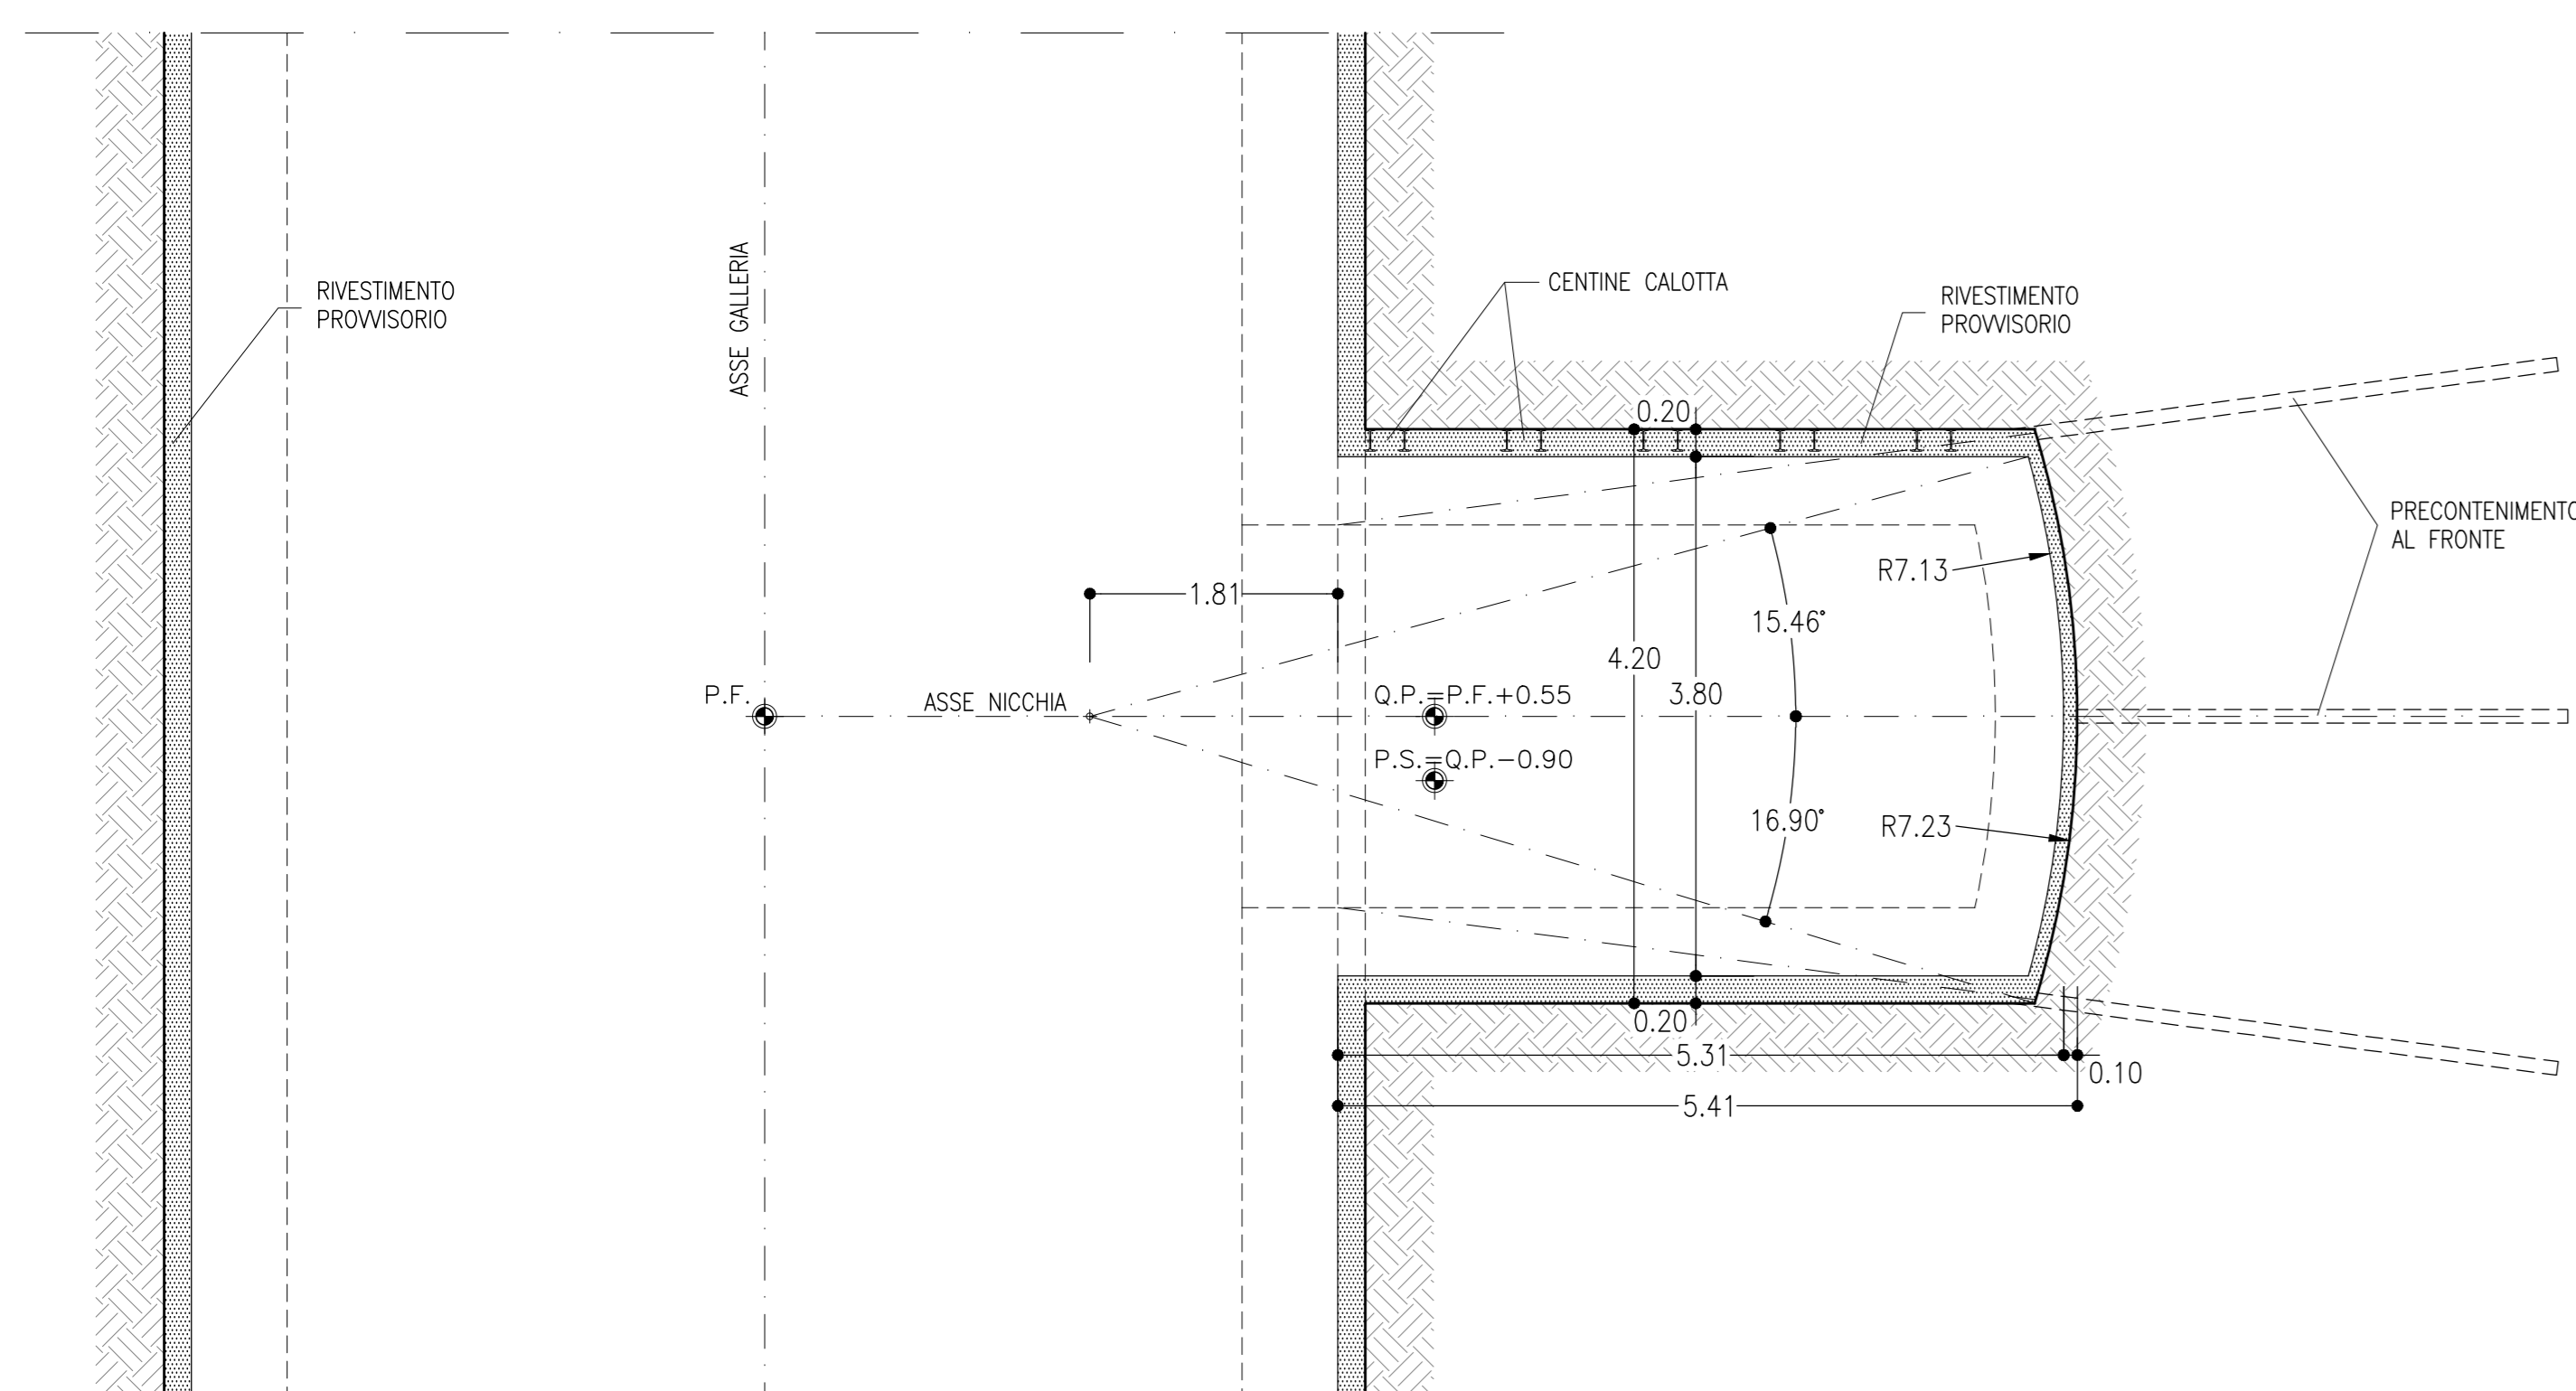 ASSE GALLERIA
RIVESTIMENTO
PROVVISORIO
CENTINE CALOTTA
RIVESTIMENTO
PROVVISORIO
0.20
PRECONTENIMENTO
AL FRONTE
R7.13
1.81
15.46°
4.20
3.80
P.F.
ASSE NICCHIA
Q.P.=P.F.+0.55
P.S.=Q.P.-0.90
16.90°
R7.23
0.20
5.31
0.10
5.41